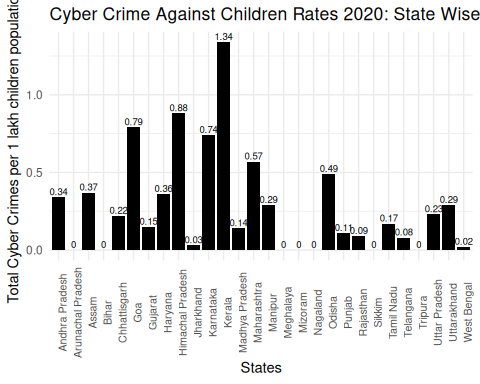 Cyber Crime Against Children Rates 2020: State Wise
Total Cyber Crimes per 1 lakh children populatio
1.0
0.5
0.0
0.34
0
0.37
0
0.22
0.79
0.15
0.36
0.88
0.03
0.74
1.34
0.14
0.57
0.29
0
0
0
0.49
0.11
0.09
0
0.17
0.08
0
0.23
0.29
0.02
Andhra Pradesh
Arunachal Pradesh
Assam
Bihar
Chhattisgarh
Goa
Gujarat
Haryana
Himachal Pradesh
Jharkhand
Karnataka
Kerala
Madhya Pradesh
Maharashtra
Manipur
Meghalaya
Mizoram
Nagaland
Odisha
Punjab
Rajasthan
Sikkim
Tamil Nadu
Telangana
Tripura
Uttar Pradesh
Uttarakhand
West Bengal
States